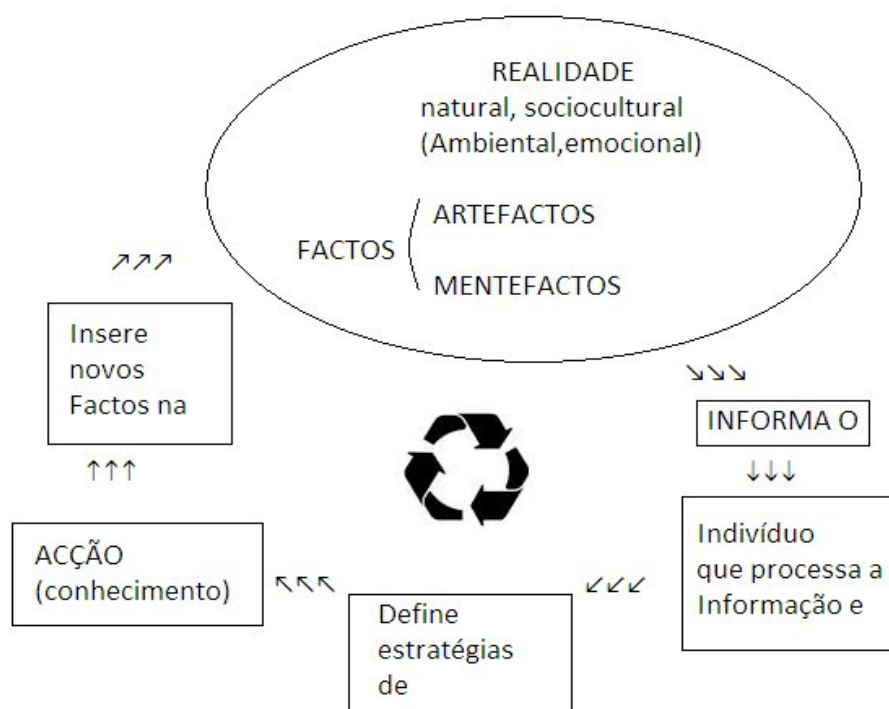 REALIDADE
natural, sociocultural
(Ambiental,emocional)
ARTEFACTOS
FACTOS
MENTEFACTOS
↘↘↘
INFORMA O
↓↓↓
Indivíduo
que processa a
Informação e
↙↙↙
Define
estratégias
de
↖↖↖
ACÇÃO
(conhecimento)
↑↑↑
Insere
novos
Factos na
↗↗↗